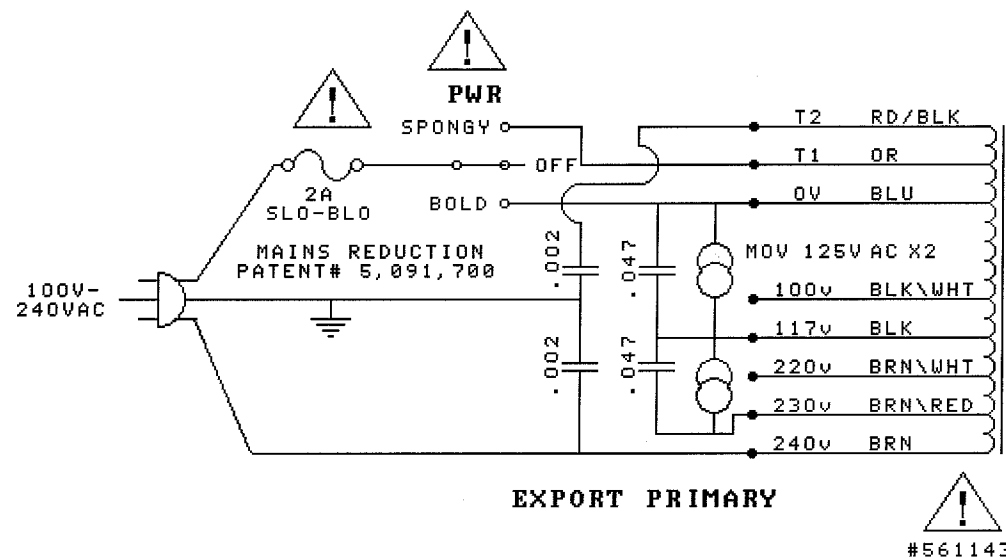 PWR
SPONGY
OFF
BOLD
2A
SLO-BLO
MAINS REDUCTION
PATENT# 5,091,700
100V-
240VAC
.002
.047
.002
.047
MOV 125V AC X2
T2 RD/BLK
T1 OR
0V BLU
100v BLK\WHT
117v BLK
220v BRN\WHT
230v BRN\RED
240v BRN
EXPORT PRIMARY
#561143